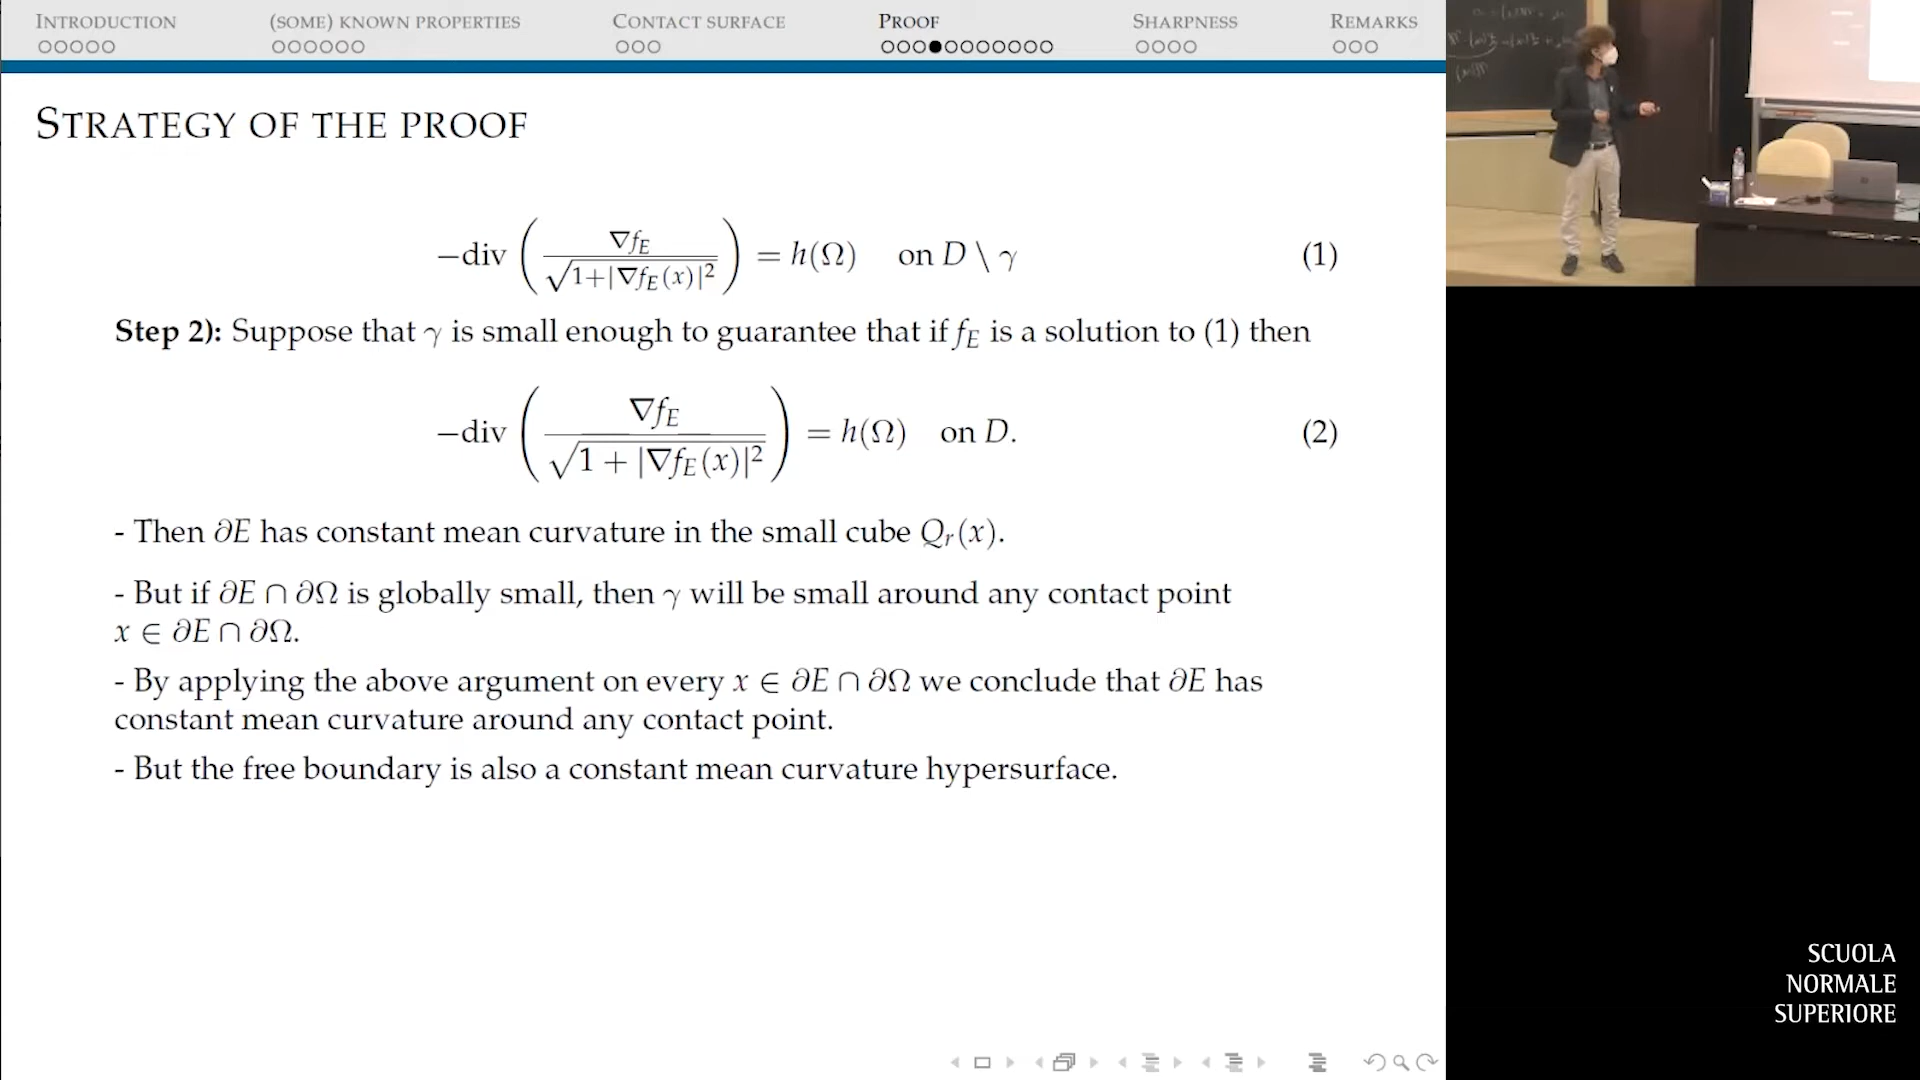 INTRODUCTION (SOME) KNOWN PROPERTIES CONTACT SURFACE PROOF SHARPNESS REMARKS
STRATEGY OF THE PROOF
−div ( ∇f_E / √1+|∇f_E(x)|² ) = h(Ω) on D \ γ (1)
Step 2): Suppose that γ is small enough to guarantee that if f_E is a solution to (1) then
−div ( ∇f_E / √1 + |∇f_E(x)|² ) = h(Ω) on D. (2)
- Then ∂E has constant mean curvature in the small cube Q_r(x).
- But if ∂E ∩ ∂Ω is globally small, then γ will be small around any contact point
x ∈ ∂E ∩ ∂Ω.
- By applying the above argument on every x ∈ ∂E ∩ ∂Ω we conclude that ∂E has
constant mean curvature around any contact point.
- But the free boundary is also a constant mean curvature hypersurface.
SCUOLA
NORMALE
SUPERIORE